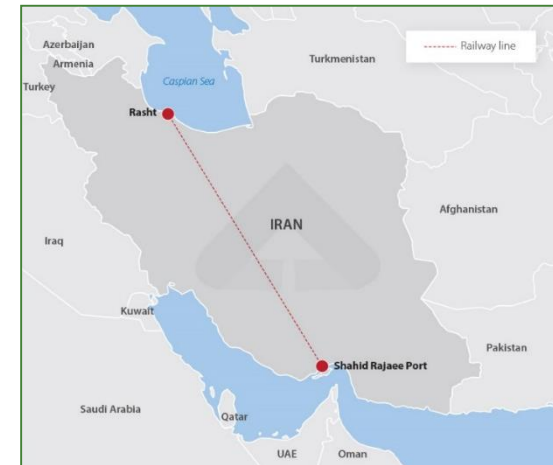 Azerbaijan
Armenia
Turkey
Caspian Sea
Turkmenistan
Railway line
Rasht
IRAN
Afghanistan
Iraq
Kuwait
Shahid Rajaee Port
Pakistan
Saudi Arabia
Qatar
UAE
Oman